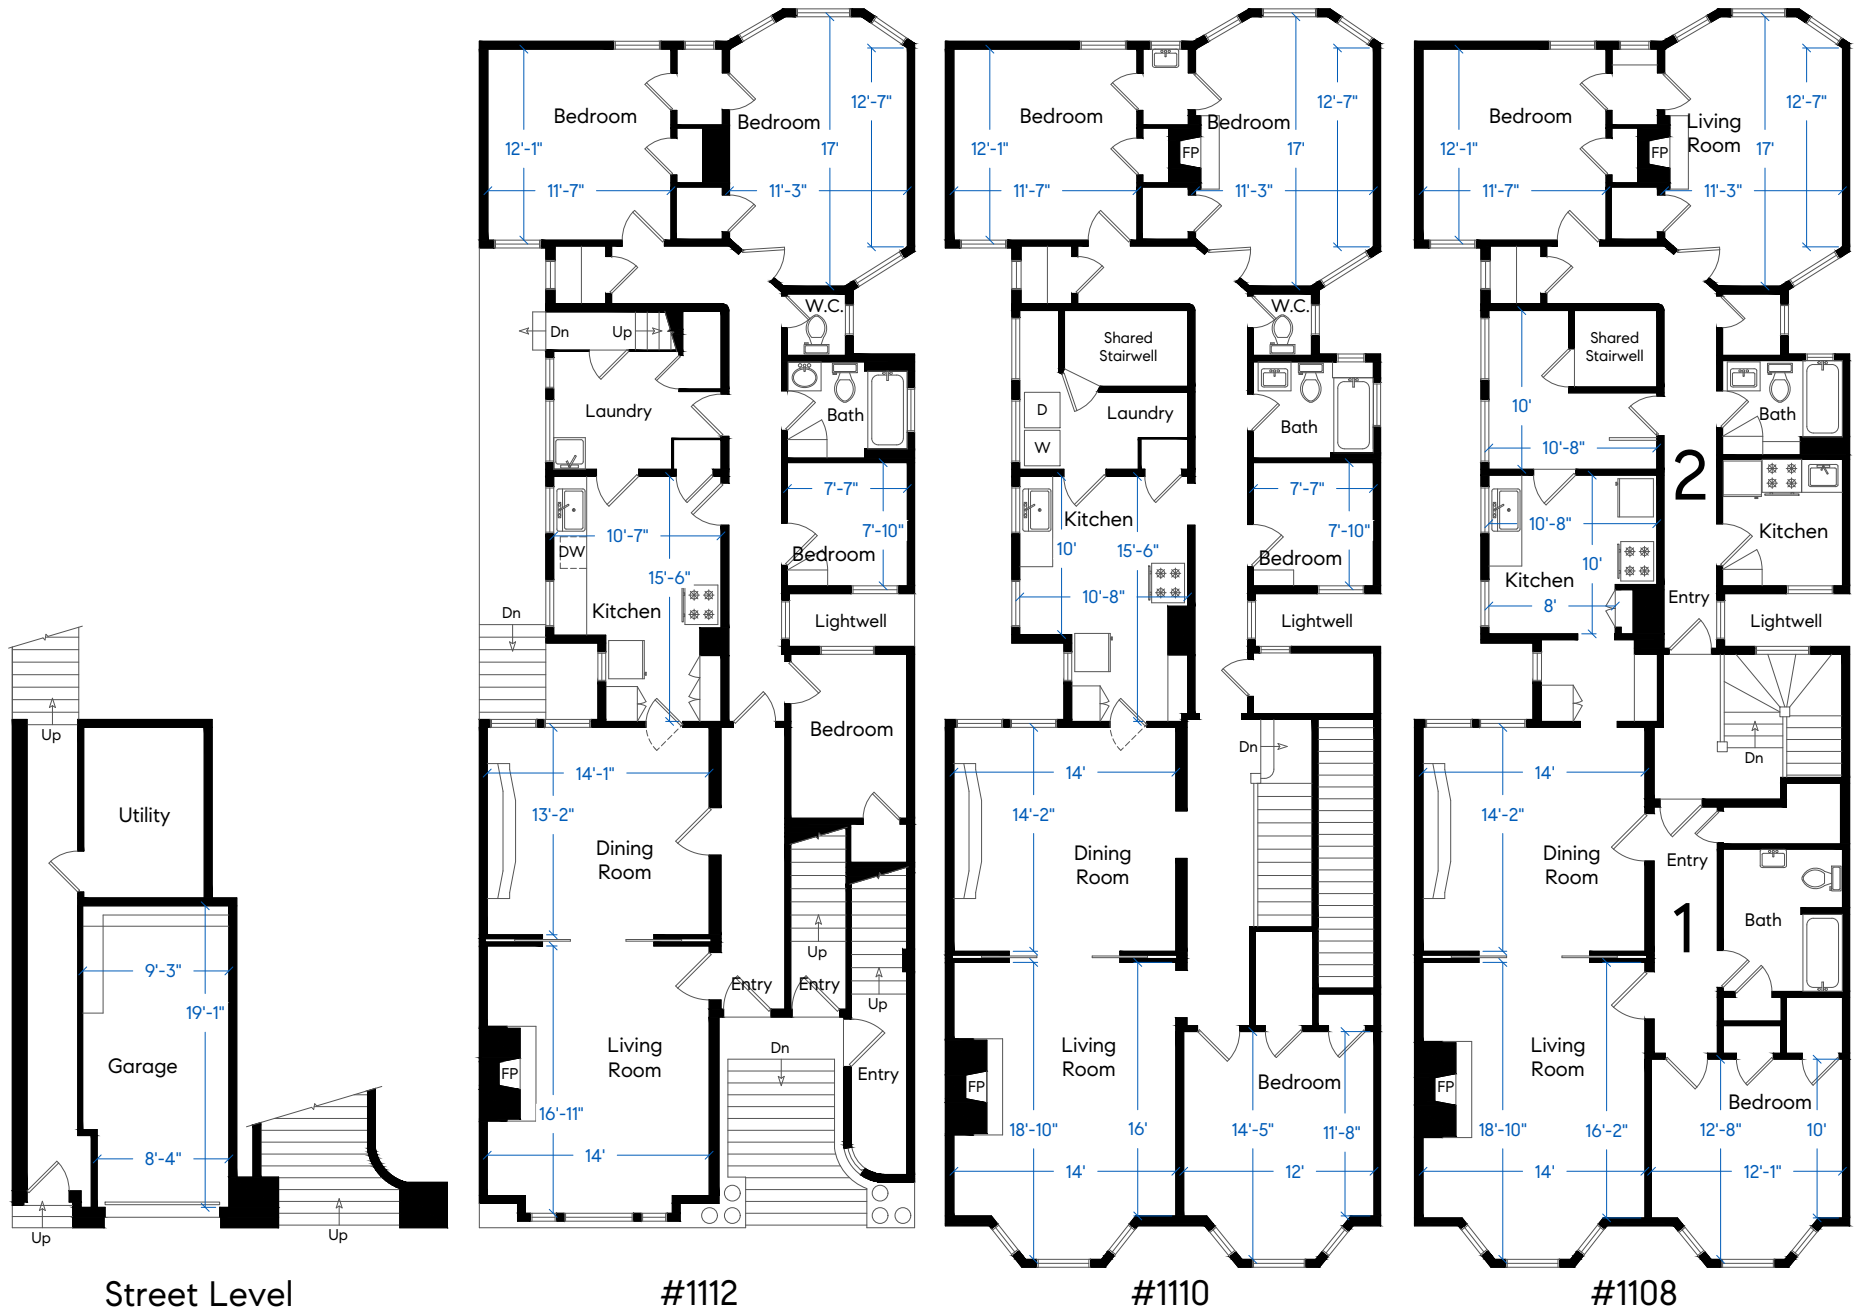 Up
Utility
9'-3"
19'-1"
Garage
8'-4"
Up
Up
Street Level
Bedroom
12'-7"
Bedroom
12'-1"
17'
11'-7"
11'-3"
W.C.
Dn
Up
Laundry
Bath
7'-7"
10'-7"
7'-10"
DW
Bedroom
15'-6"
Dn
Kitchen
Lightwell
Bedroom
14'-1"
13'-2"
Dining
Room
Up
Entry
Entry
Up
Living
Room
Dn
FP
Entry
16'-11"
14'
#1112
Bedroom
12'-7"
Bedroom
12'-1"
FP
17'
11'-7"
11'-3"
W.C.
Shared
Stairwell
D
Laundry
W
Bath
7'-7"
Kitchen
7'-10"
10'
15'-6"
Bedroom
10'-8"
Lightwell
Dn
14'
14'-2"
Dining
Room
Living
Room
FP
Bedroom
18'-10"
16'
14'-5"
11'-8"
14'
12'
#1110
Bedroom
12'-7"
Living
Room
12'-1"
FP
17'
11'-7"
11'-3"
Shared
Stairwell
10'
Bath
10'-8"
2
10'-8"
Kitchen
10'
Kitchen
8'
Entry
Lightwell
Dn
14'
14'-2"
Dining
Room
Entry
1
Bath
Living
Room
FP
Bedroom
18'-10"
16'-2"
12'-8"
10'
14'
12'-1"
#1108